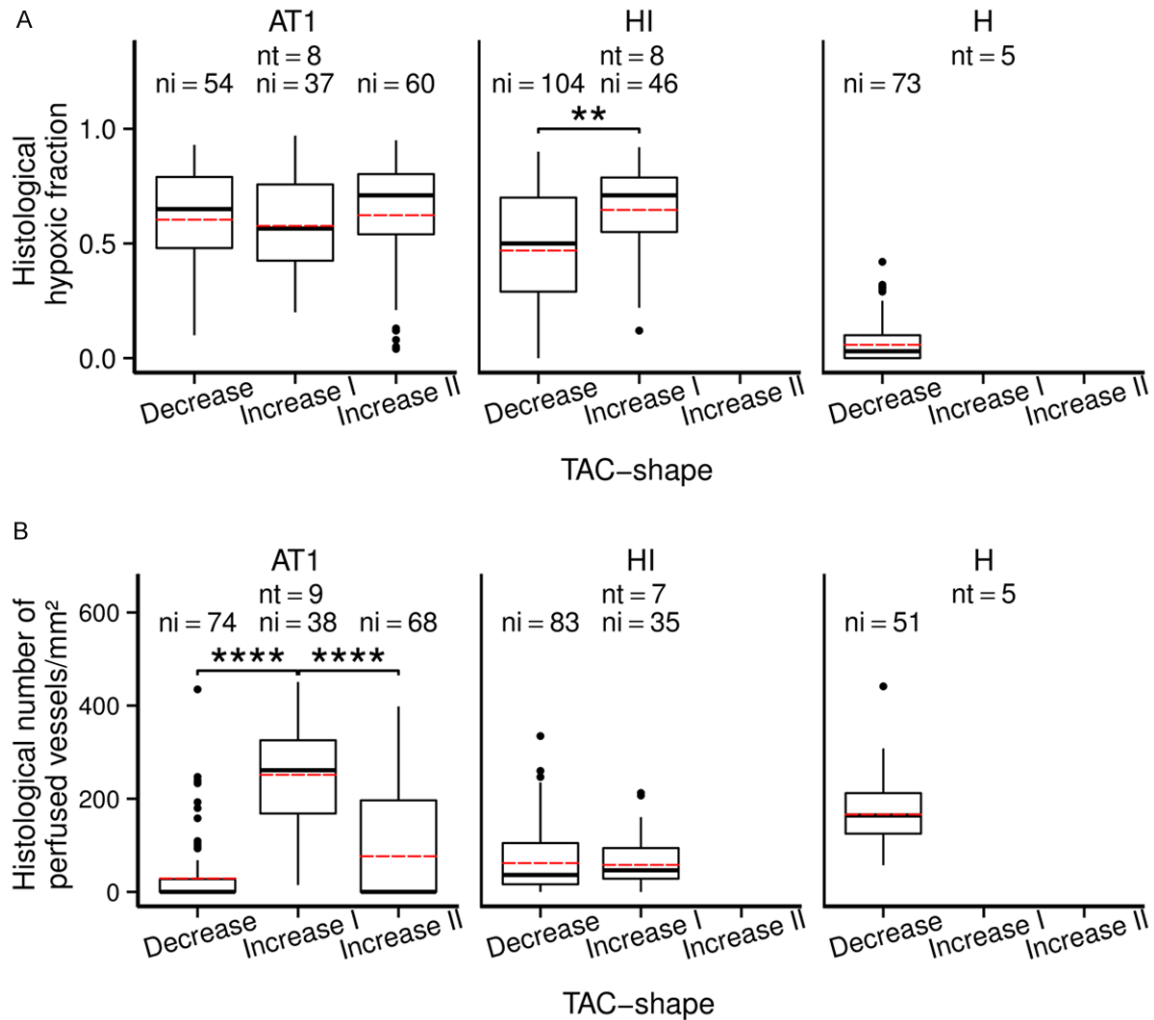 A
AT1 HI H
nt = 8 nt = 8 nt = 5
ni = 54 ni = 37 ni = 60 ni = 104 ni = 46 ni = 73
**
Histological
hypoxic fraction
1.0
0.5
0.0
Decrease Increase I Increase II Decrease Increase I Increase II Decrease Increase I Increase II
TAC−shape
B
AT1 HI H
nt = 9 nt = 7 nt = 5
ni = 74 ni = 38 ni = 68 ni = 83 ni = 35 ni = 51
**** ****
Histological number of
perfused vessels/mm²
600
400
200
0
Decrease Increase I Increase II Decrease Increase I Increase II Decrease Increase I Increase II
TAC−shape